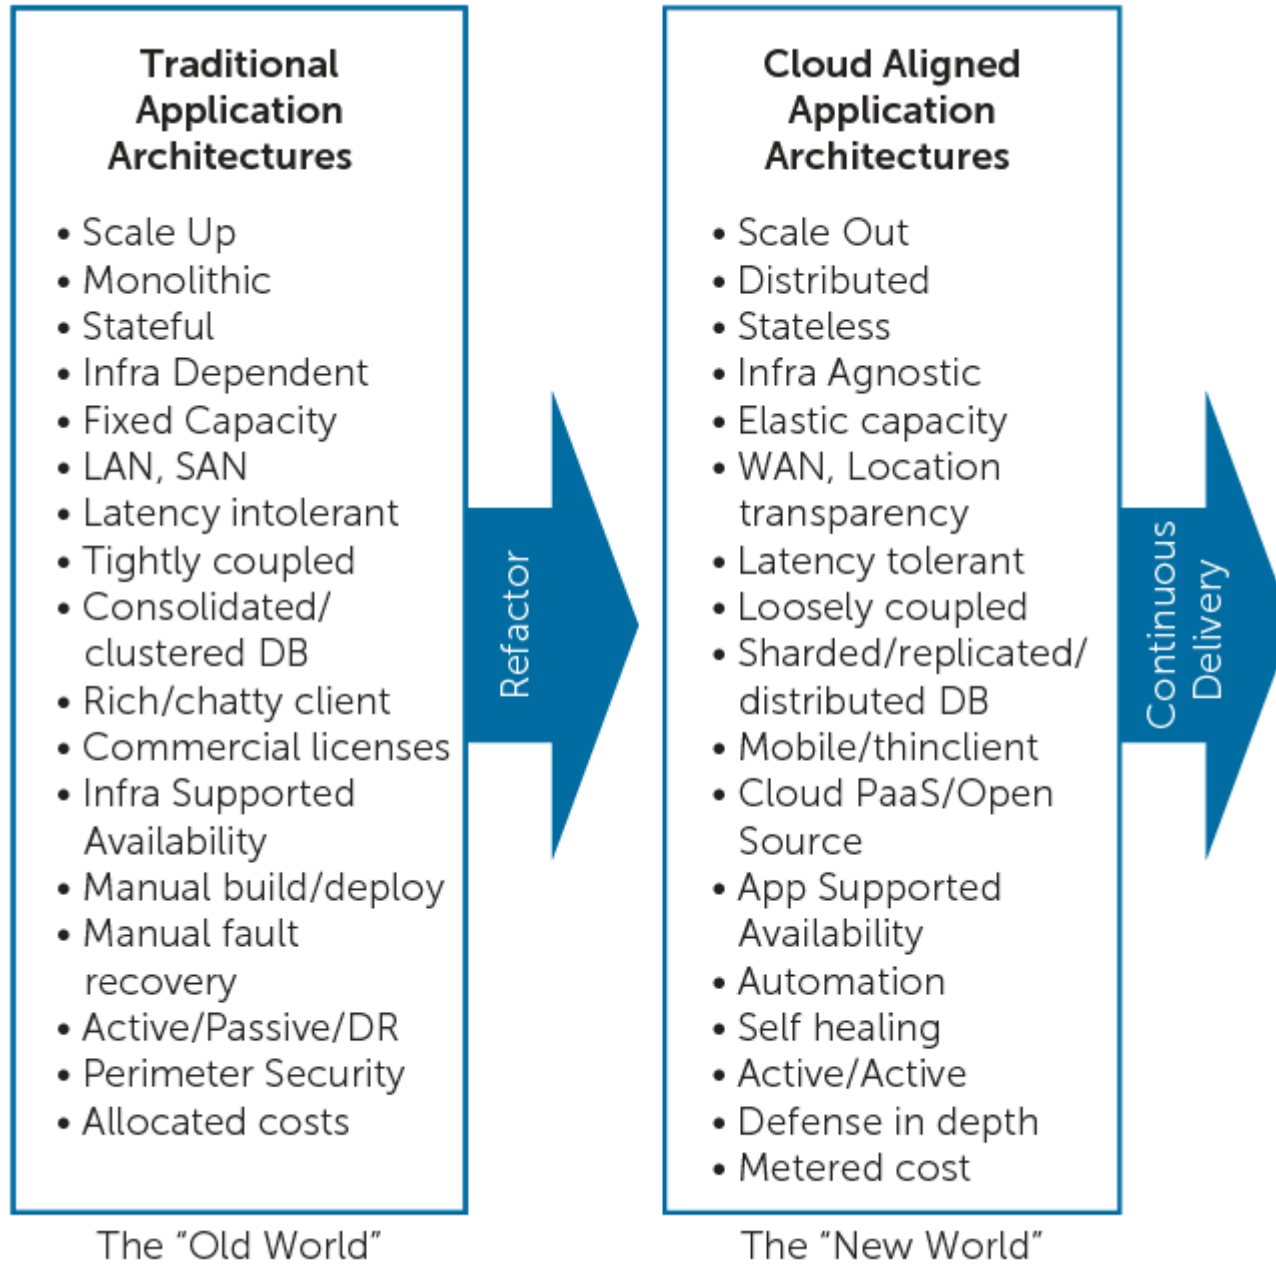 Traditional
Application
Architectures
• Scale Up
• Monolithic
• Stateful
• Infra Dependent
• Fixed Capacity
• LAN, SAN
• Latency intolerant
• Tightly coupled
• Consolidated/
clustered DB
• Rich/chatty client
• Commercial licenses
• Infra Supported
Availability
• Manual build/deploy
• Manual fault
recovery
• Active/Passive/DR
• Perimeter Security
• Allocated costs
The “Old World”
Refactor
Cloud Aligned
Application
Architectures
• Scale Out
• Distributed
• Stateless
• Infra Agnostic
• Elastic capacity
• WAN, Location
transparency
• Latency tolerant
• Loosely coupled
• Sharded/replicated/
distributed DB
• Mobile/thinclient
• Cloud PaaS/Open
Source
• App Supported
Availability
• Automation
• Self healing
• Active/Active
• Defense in depth
• Metered cost
The “New World”
Continuous
Delivery